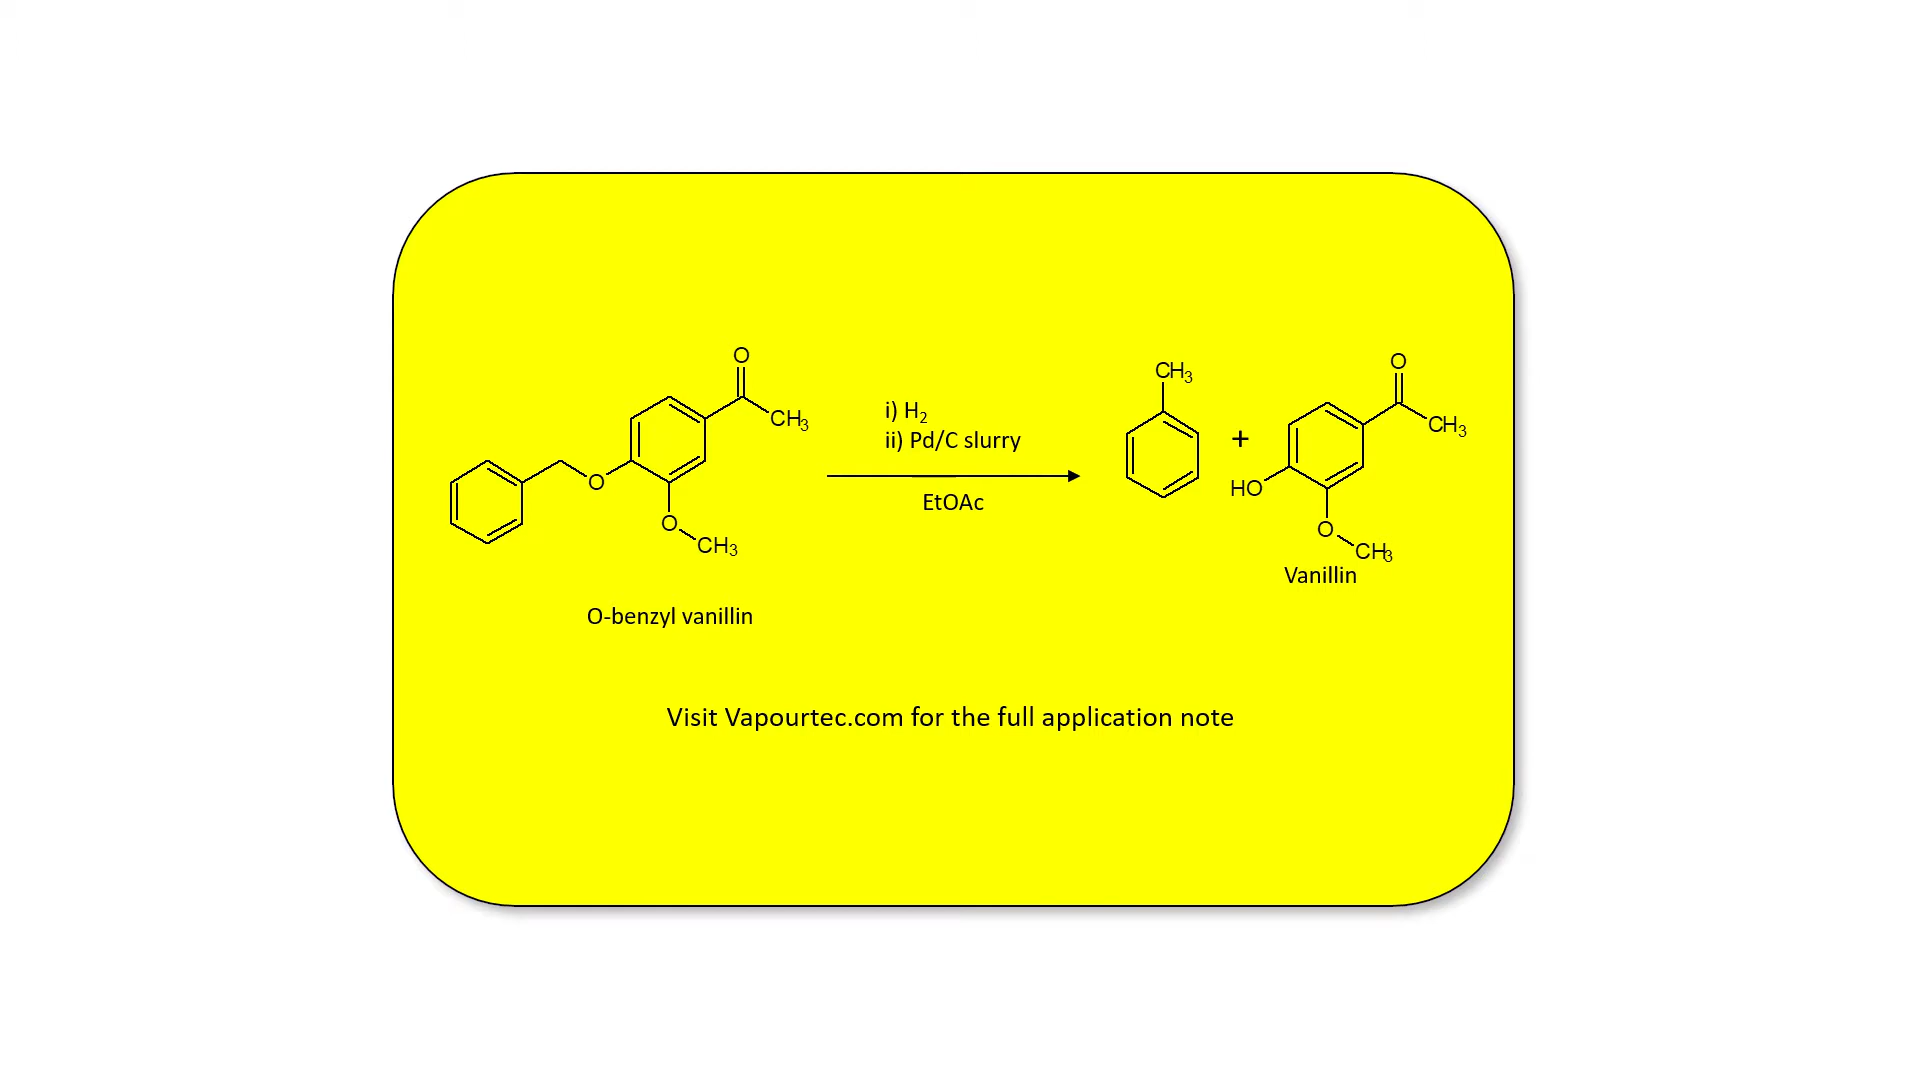 O
CH3
O
O
CH3
O-benzyl vanillin
i) H2
ii) Pd/C slurry
EtOAc
CH3
+
O
CH3
HO
O
CH3
Vanillin
Visit Vapourtec.com for the full application note